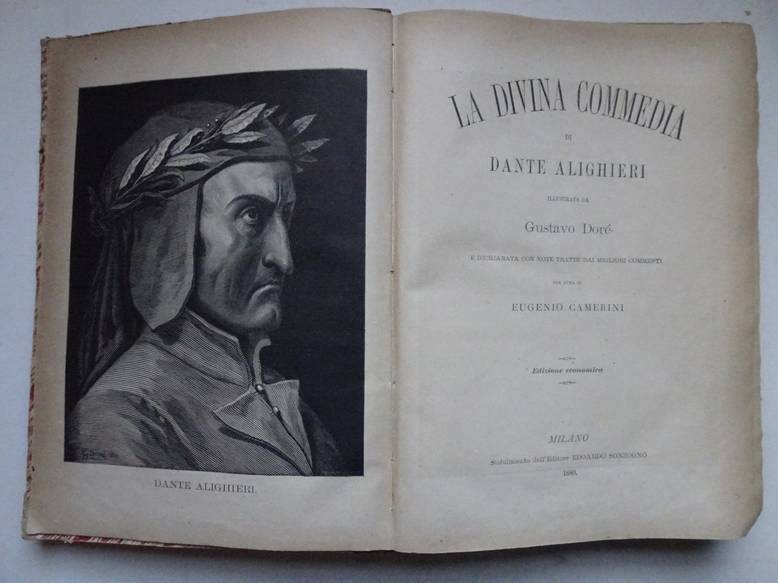 DANTE ALIGHIERI.
LA DIVINA COMMEDIA
DI
DANTE ALIGHIERI
ILLUSTRATA DA
Gustavo Doré
E DICHIARATA CON NOTE TRATTE DAI MIGLIORI COMMENTI
PER CURA DI
EUGENIO CAMERINI
Edizione economica
MILANO
Stabilimento dell'Editore EDOARDO SONZOGNO